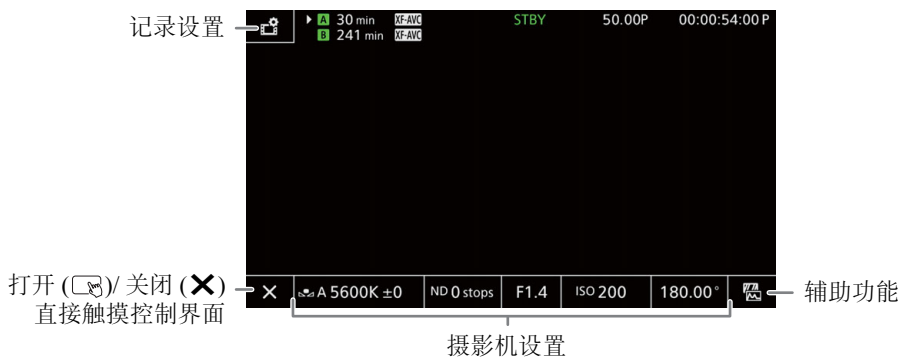 记录设置
A 30 min XF-AVC STBY 50.00P 00:00:54:00 P
B 241 min XF-AVC
打开 ( )/ 关闭 (✕)
直接触摸控制界面
✕ A 5600K ±0 ND 0 stops F1.4 ISO 200 180.00°
辅助功能
摄影机设置